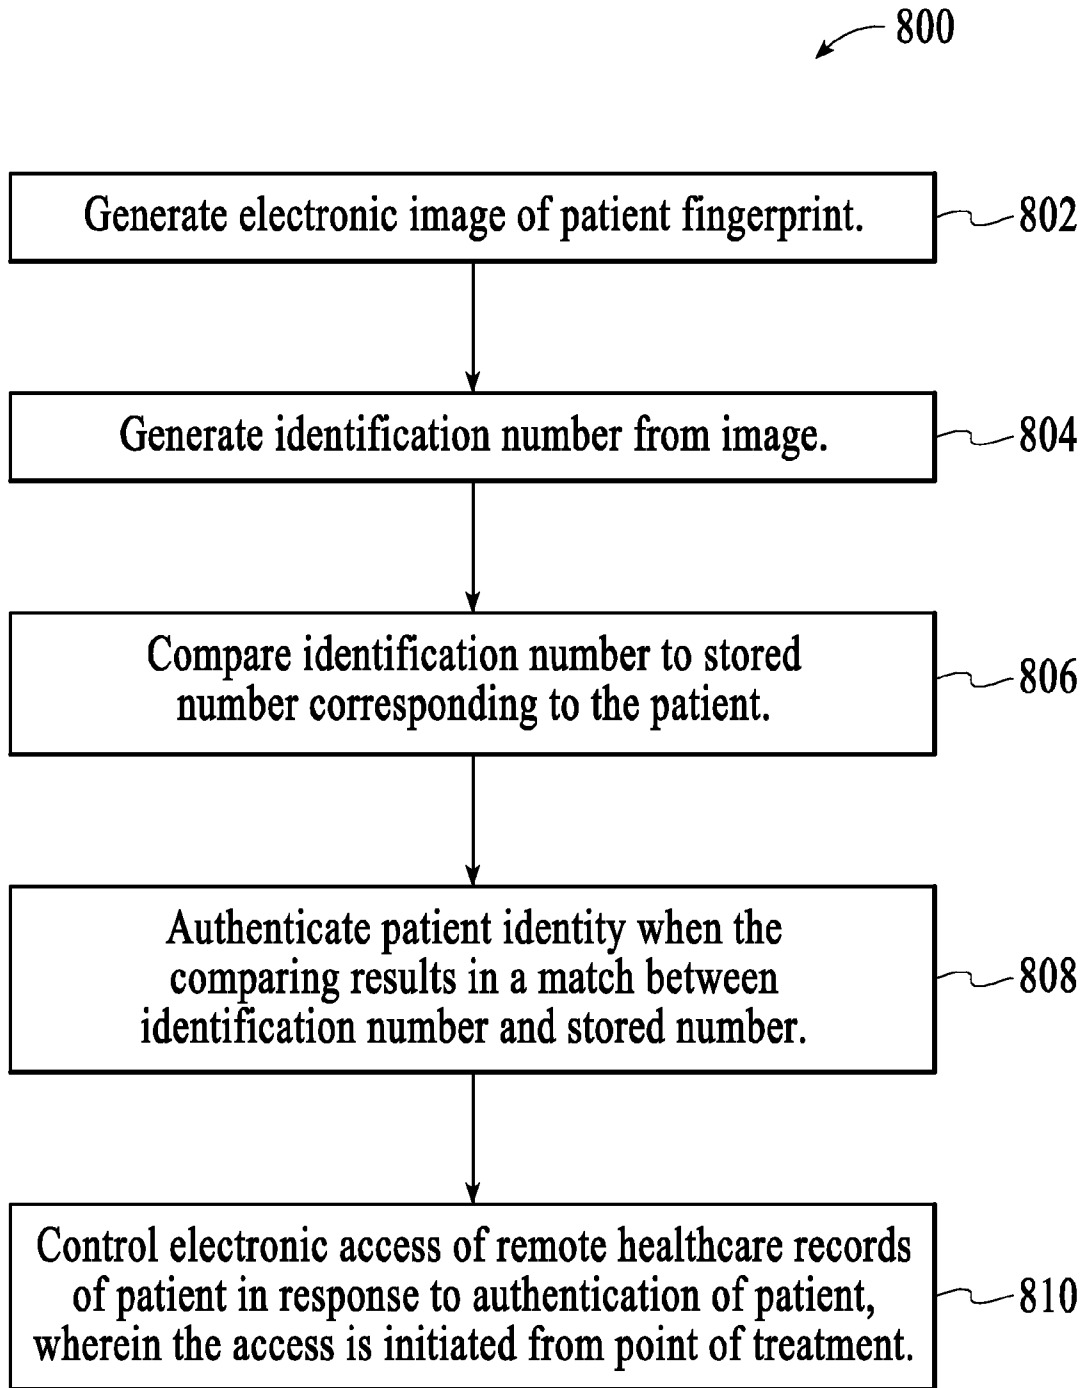 800
Generate electronic image of patient fingerprint.
802
Generate identification number from image.
804
Compare identification number to stored
number corresponding to the patient.
806
Authenticate patient identity when the
comparing results in a match between
identification number and stored number.
808
Control electronic access of remote healthcare records
of patient in response to authentication of patient,
wherein the access is initiated from point of treatment.
810